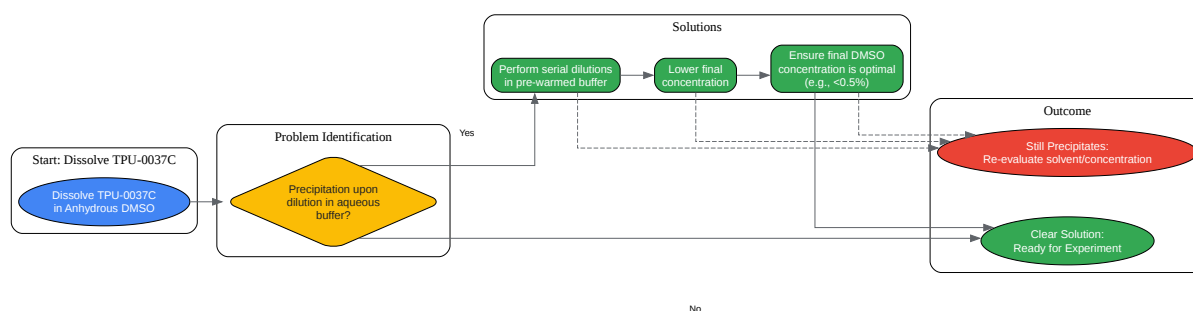 Start: Dissolve TPU-0037C
Dissolve TPU-0037C
in Anhydrous DMSO
Problem Identification
Precipitation upon
dilution in aqueous
buffer?
Yes
No
Solutions
Perform serial dilutions
in pre-warmed buffer
Lower final
concentration
Ensure final DMSO
concentration is optimal
(e.g., <0.5%)
Outcome
Still Precipitates:
Re-evaluate solvent/concentration
Clear Solution:
Ready for Experiment